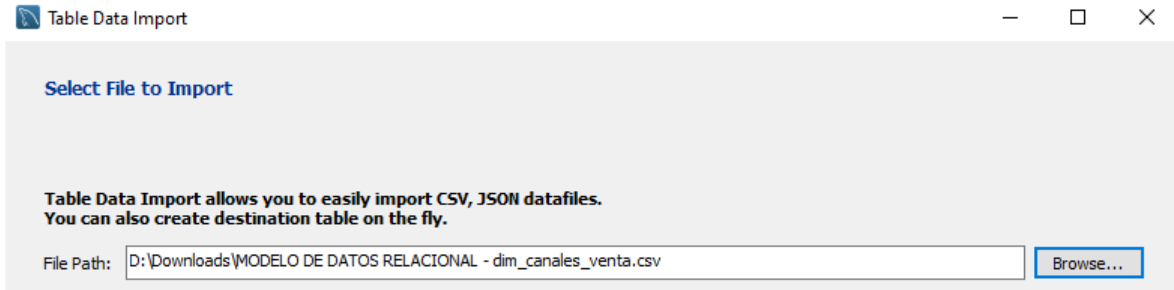 Table Data Import
Select File to Import
Table Data Import allows you to easily import CSV, JSON datafiles.
You can also create destination table on the fly.
File Path: D:\Downloads\MODELO DE DATOS RELACIONAL - dim_canales_venta.csv Browse...